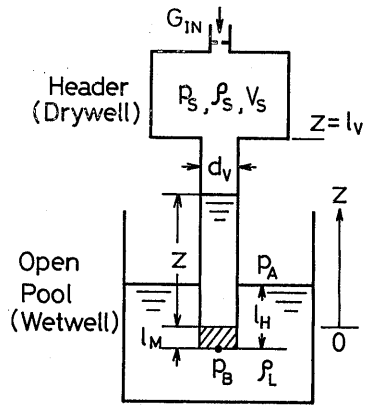 G_IN
Header
(Drywell)
p_S, ρ_S, V_S
z=l_V
d_V
z
z
Open
Pool
(Wetwell)
p_A
l_H
l_M
0
p_B
ρ_L